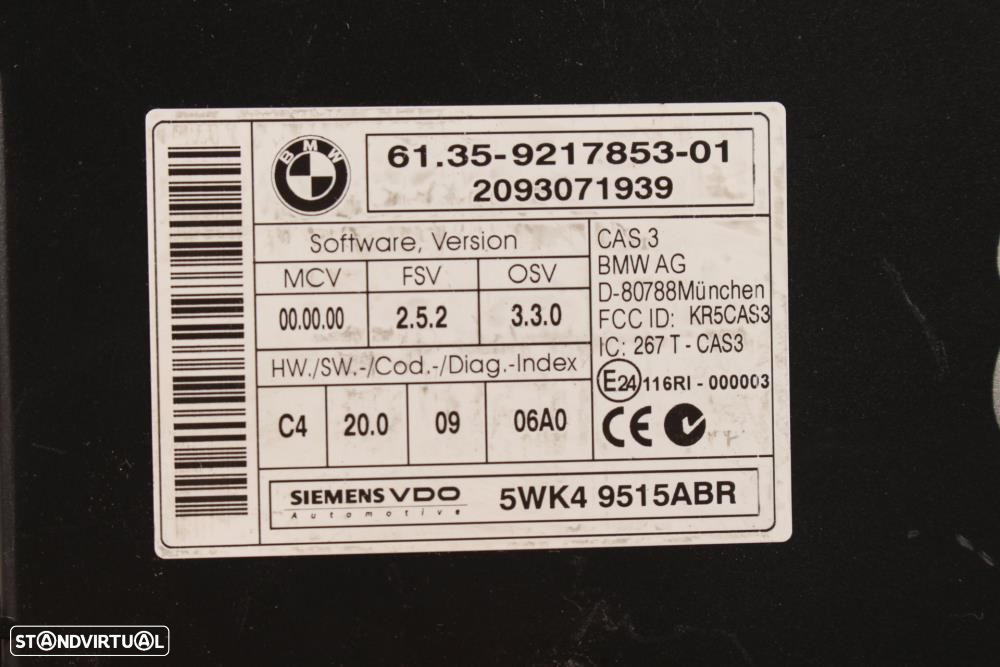 BMW
61.35-9217853-01
2093071939
Software, Version
MCV FSV OSV
00.00.00 2.5.2 3.3.0
HW./SW.-/Cod.-/Diag.-Index
C4 20.0 09 06A0
CAS 3
BMW AG
D-80788München
FCC ID: KR5CAS3
IC: 267 T - CAS3
E24 116RI - 000003
CE
SIEMENS VDO
Automotive
5WK4 9515ABR
STANDVIRTUAL